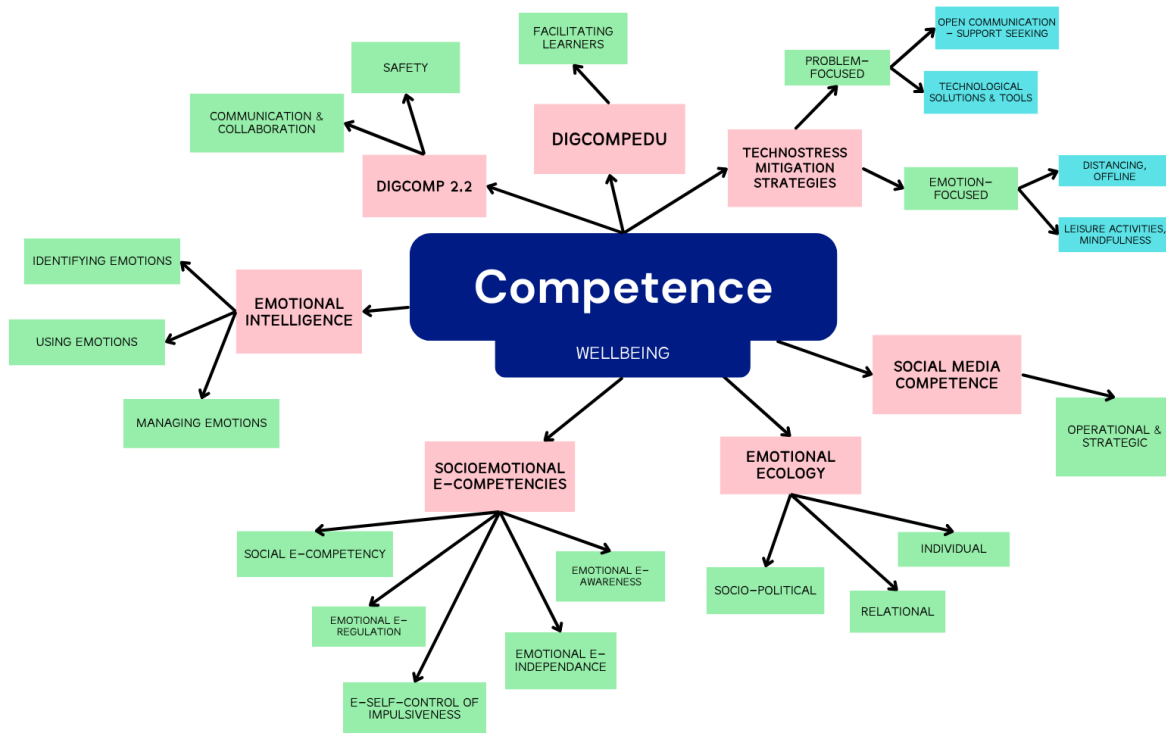 OPEN COMMUNICATION
– SUPPORT SEEKING
FACILITATING
LEARNERS
PROBLEM–
FOCUSED
SAFETY
TECHNOLOGICAL
SOLUTIONS & TOOLS
COMMUNICATION &
COLLABORATION
DIGCOMPEDU
TECHNOSTRESS
MITIGATION
STRATEGIES
DIGCOMP 2.2
DISTANCING,
OFFLINE
EMOTION–
FOCUSED
LEISURE ACTIVITIES,
MINDFULNESS
IDENTIFYING EMOTIONS
Competence
EMOTIONAL
INTELLIGENCE
USING EMOTIONS
WELLBEING
SOCIAL MEDIA
COMPETENCE
MANAGING EMOTIONS
OPERATIONAL &
STRATEGIC
SOCIOEMOTIONAL
E–COMPETENCIES
EMOTIONAL
ECOLOGY
SOCIAL E–COMPETENCY
INDIVIDUAL
EMOTIONAL E–
AWARENESS
SOCIO–POLITICAL
RELATIONAL
EMOTIONAL E–
REGULATION
EMOTIONAL E–
INDEPENDANCE
E–SELF–CONTROL OF
IMPULSIVENESS